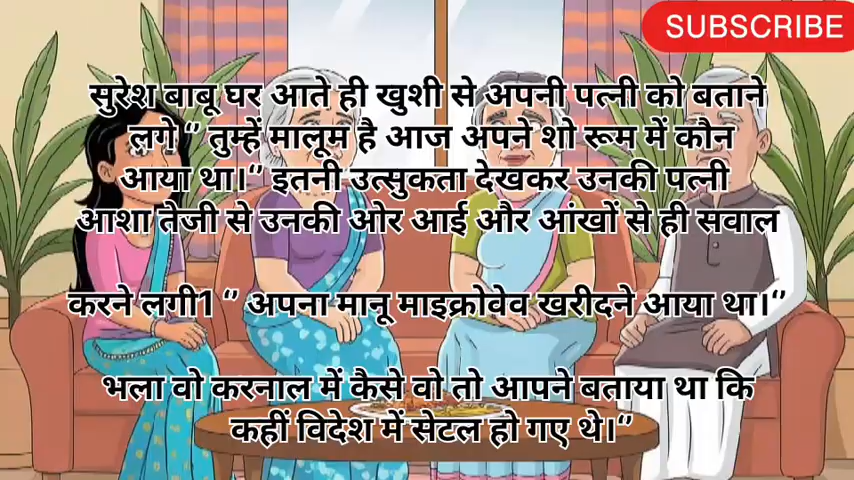 SUBSCRIBE
सुरेश बाबू घर आते ही खुशी से अपनी पत्नी को बताने
लगे " तुम्हें मालूम है आज अपने शो रूम में कौन
आया था।" इतनी उत्सुकता देखकर उनकी पत्नी
आशा तेजी से उनकी ओर आई और आंखों से ही सवाल
करने लगी1 " अपना मानू माइक्रोवेव खरीदने आया था।"
भला वो करनाल में कैसे वो तो आपने बताया था कि
कहीं विदेश में सेटल हो गए थे।"